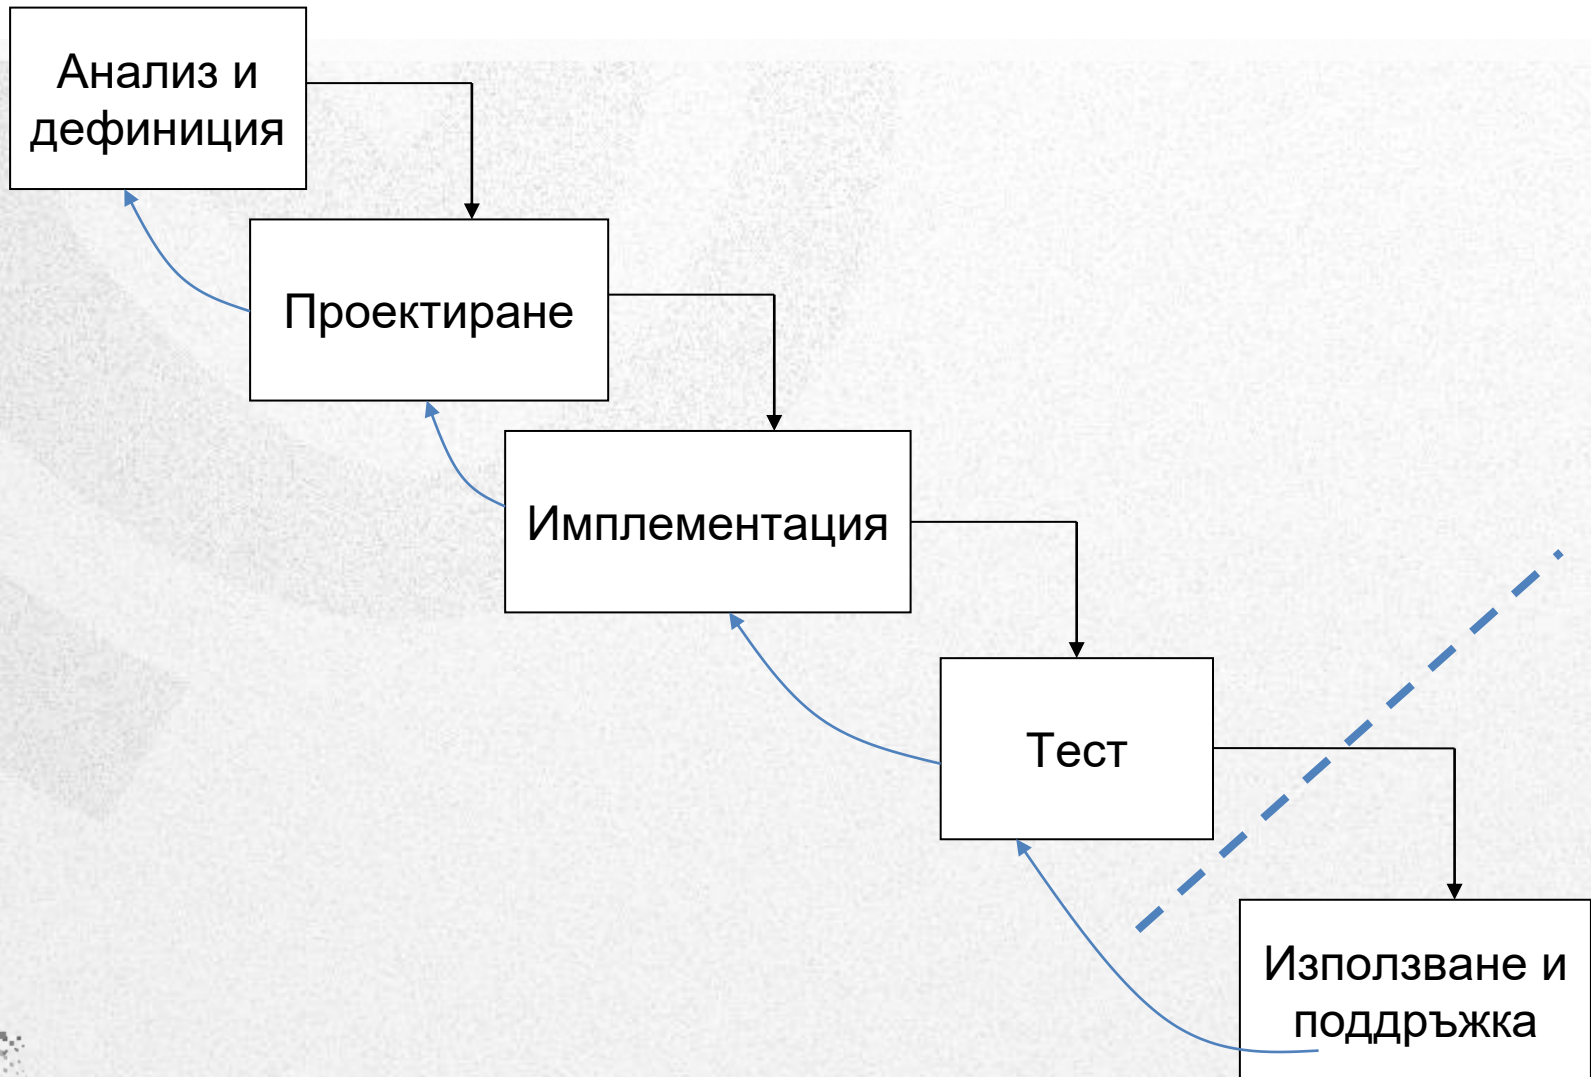 Анализ и
дефиниция
Проектиране
Имплементация
Тест
Използване и
поддръжка